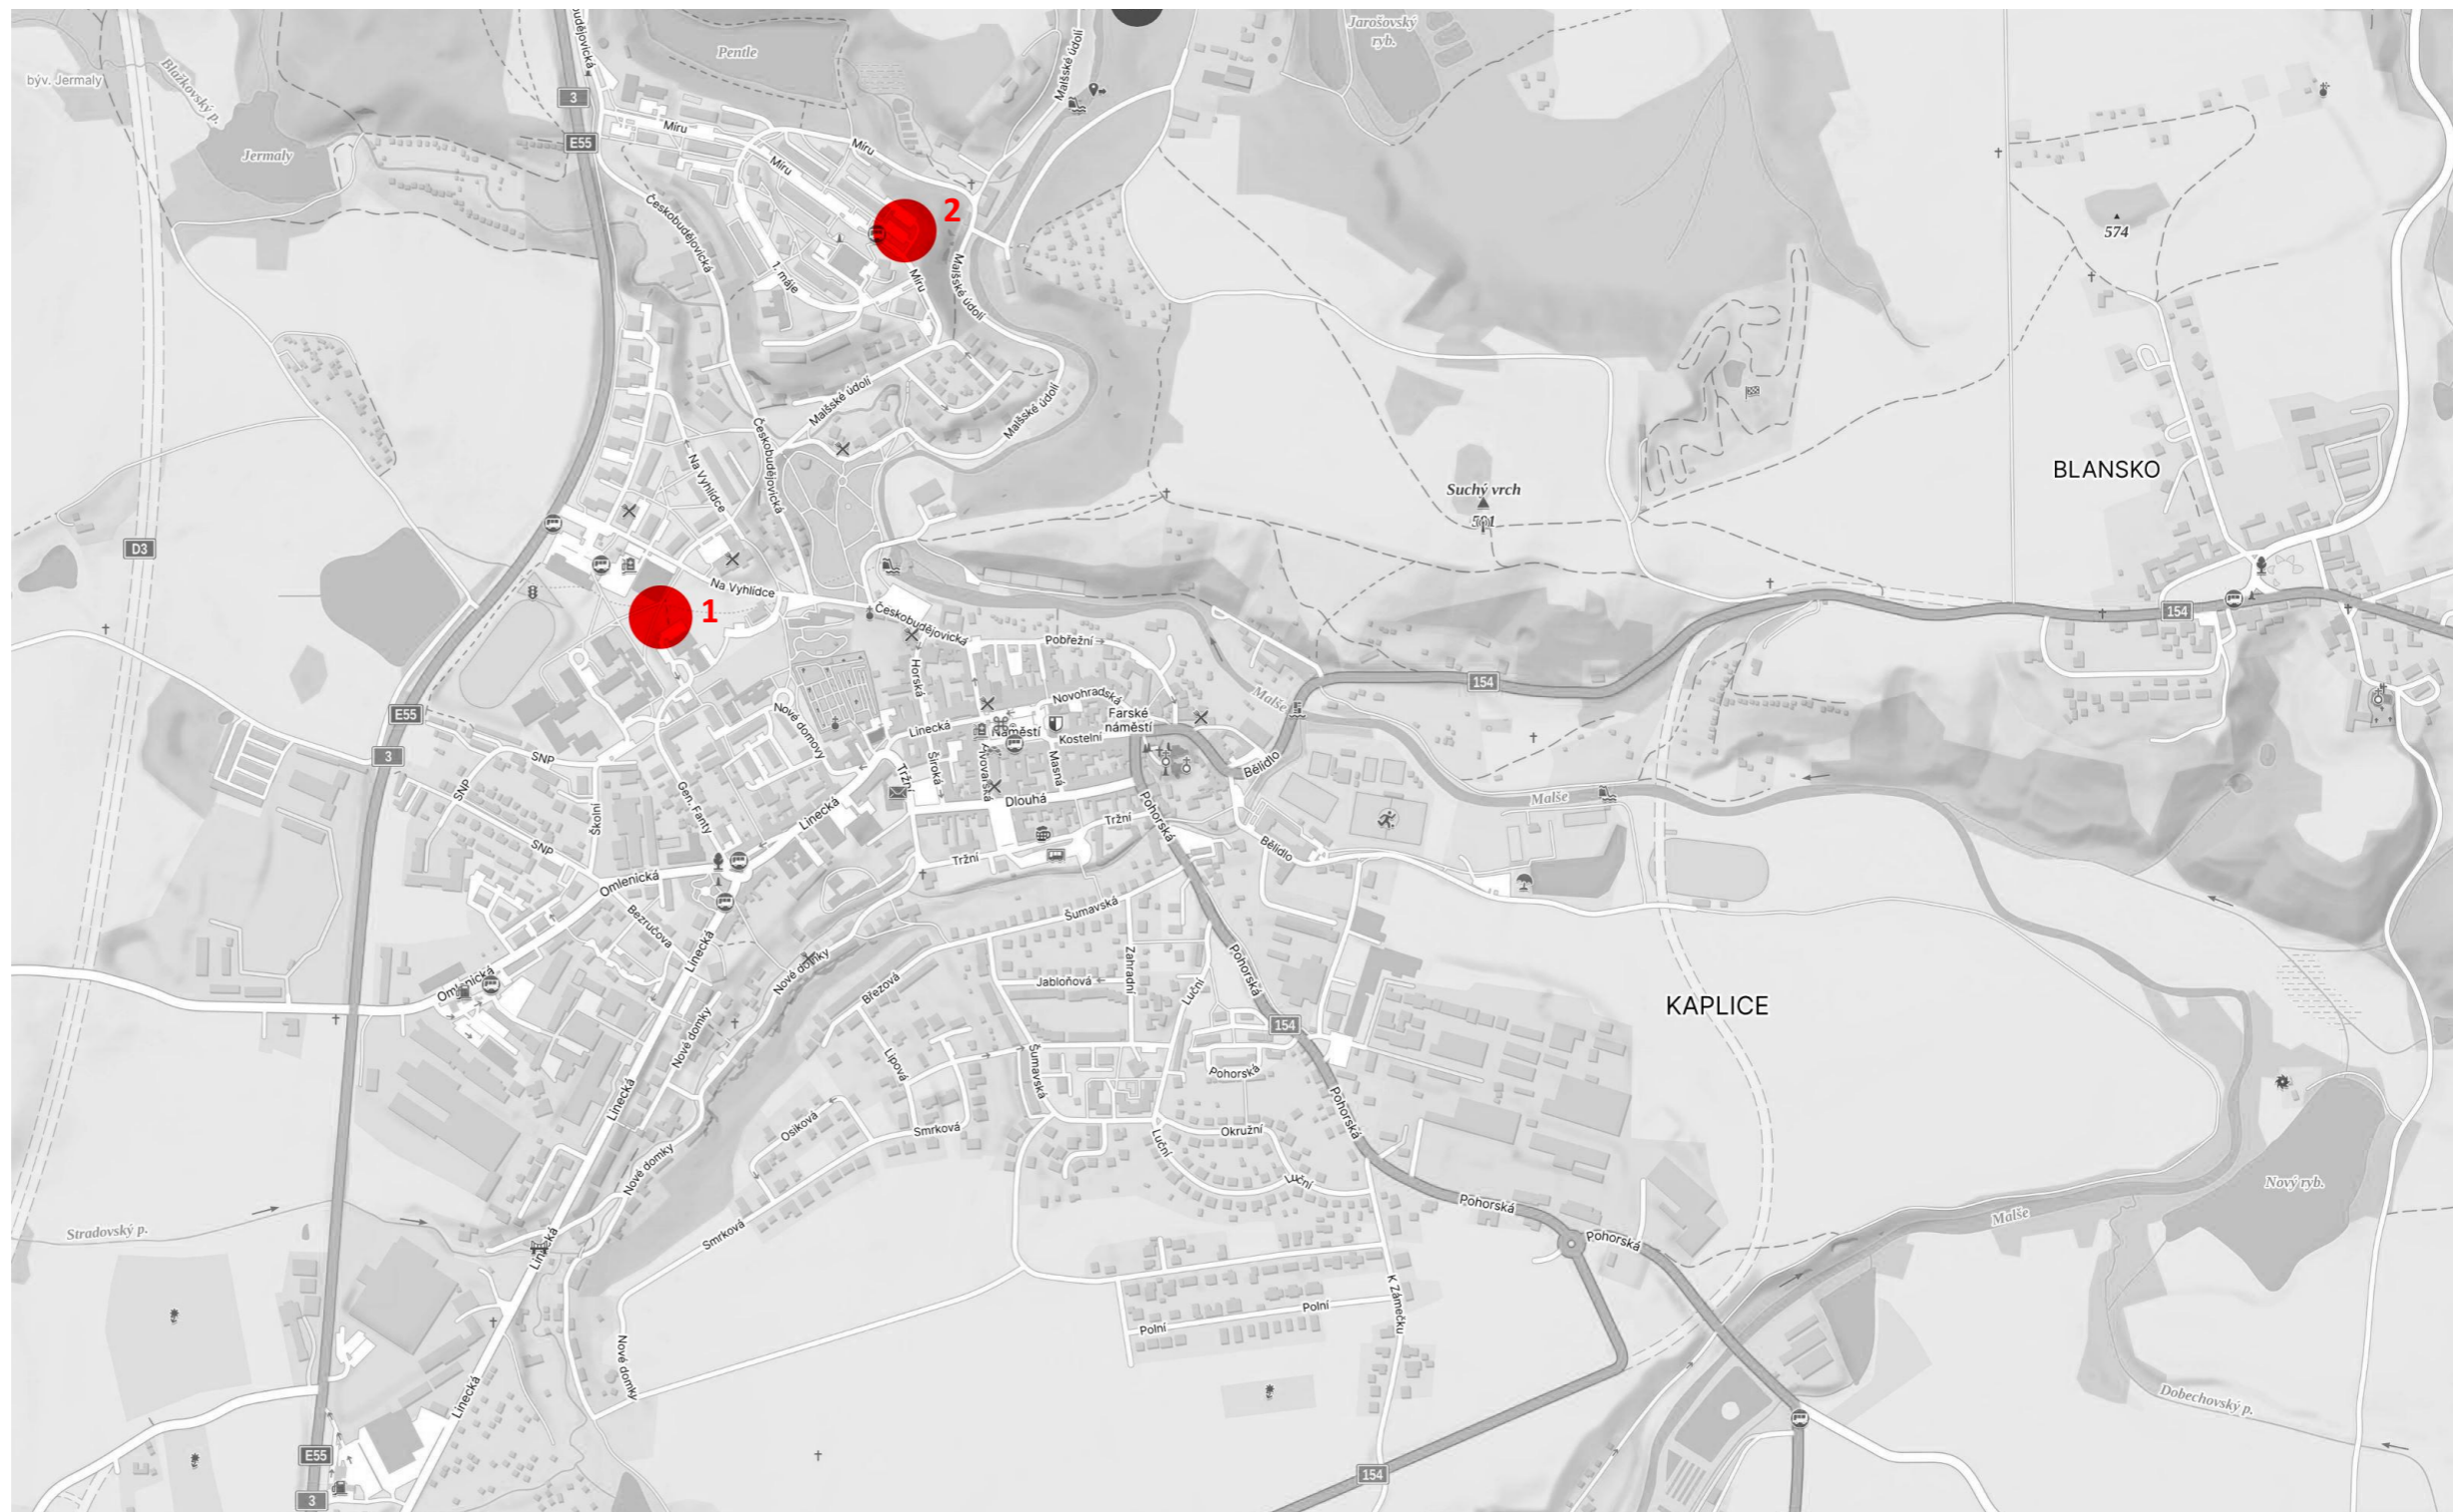 Českobudějovická
Pentle
Malšské údolí
Jarošovský
ryb.
býv. Jermaly
Blažkovský p.
3
E55
Míru
Míru
Míru
Jermaly
Českobudějovická
2
574
1. máje
Míru
Malšské údolí
Malšské údolí
Malšské údolí
Českobudějovická
Na Vyhlídce
BLANSKO
Suchý vrch
D3
Na Vyhlídce
1
Českobudějovická
154
Pobřežní
Horská
Malše
154
Novohradská
E55
Nové domovy
Linecká
Náměstí
Kostelní
Farské
náměstí
3
SNP
Široká
Masná
Bělidlo
Tržní
SNP
Školní
Gen. Fanty
Linecká
Dlouhá
Pohorská
Malše
Tržní
Tržní
Bělidlo
SNP
Omlenická
Šumavská
Bezručova
Linecká
Nové domky
Zahradní
Pohorská
Omlenická
Březová
Jabloňová
Luční
KAPLICE
Nové domky
154
Lipová
Šumavská
Pohorská
Linecká
Osiková
Smrková
Pohorská
Okružní
Luční
Nové domky
Luční
Nový ryb.
Stradovský p.
Smrková
Pohorská
Malše
Linecká
Pohorská
K Zámečku
Polní
Polní
Nové domky
Linecká
Dobechovský p.
E55
154
3